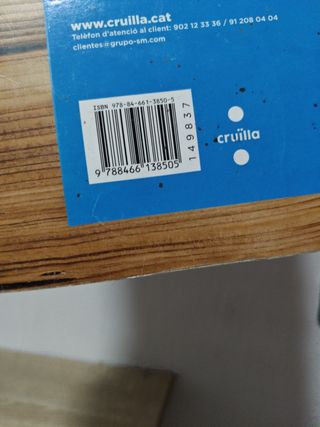 www.cruilla.cat
Telèfon d'atenció al client: 902 12 33 36 / 91 208 04 04
clientes@grupo-sm.com
ISBN 978-84-661-3850-5
9 788466 138505
149837
cruïlla